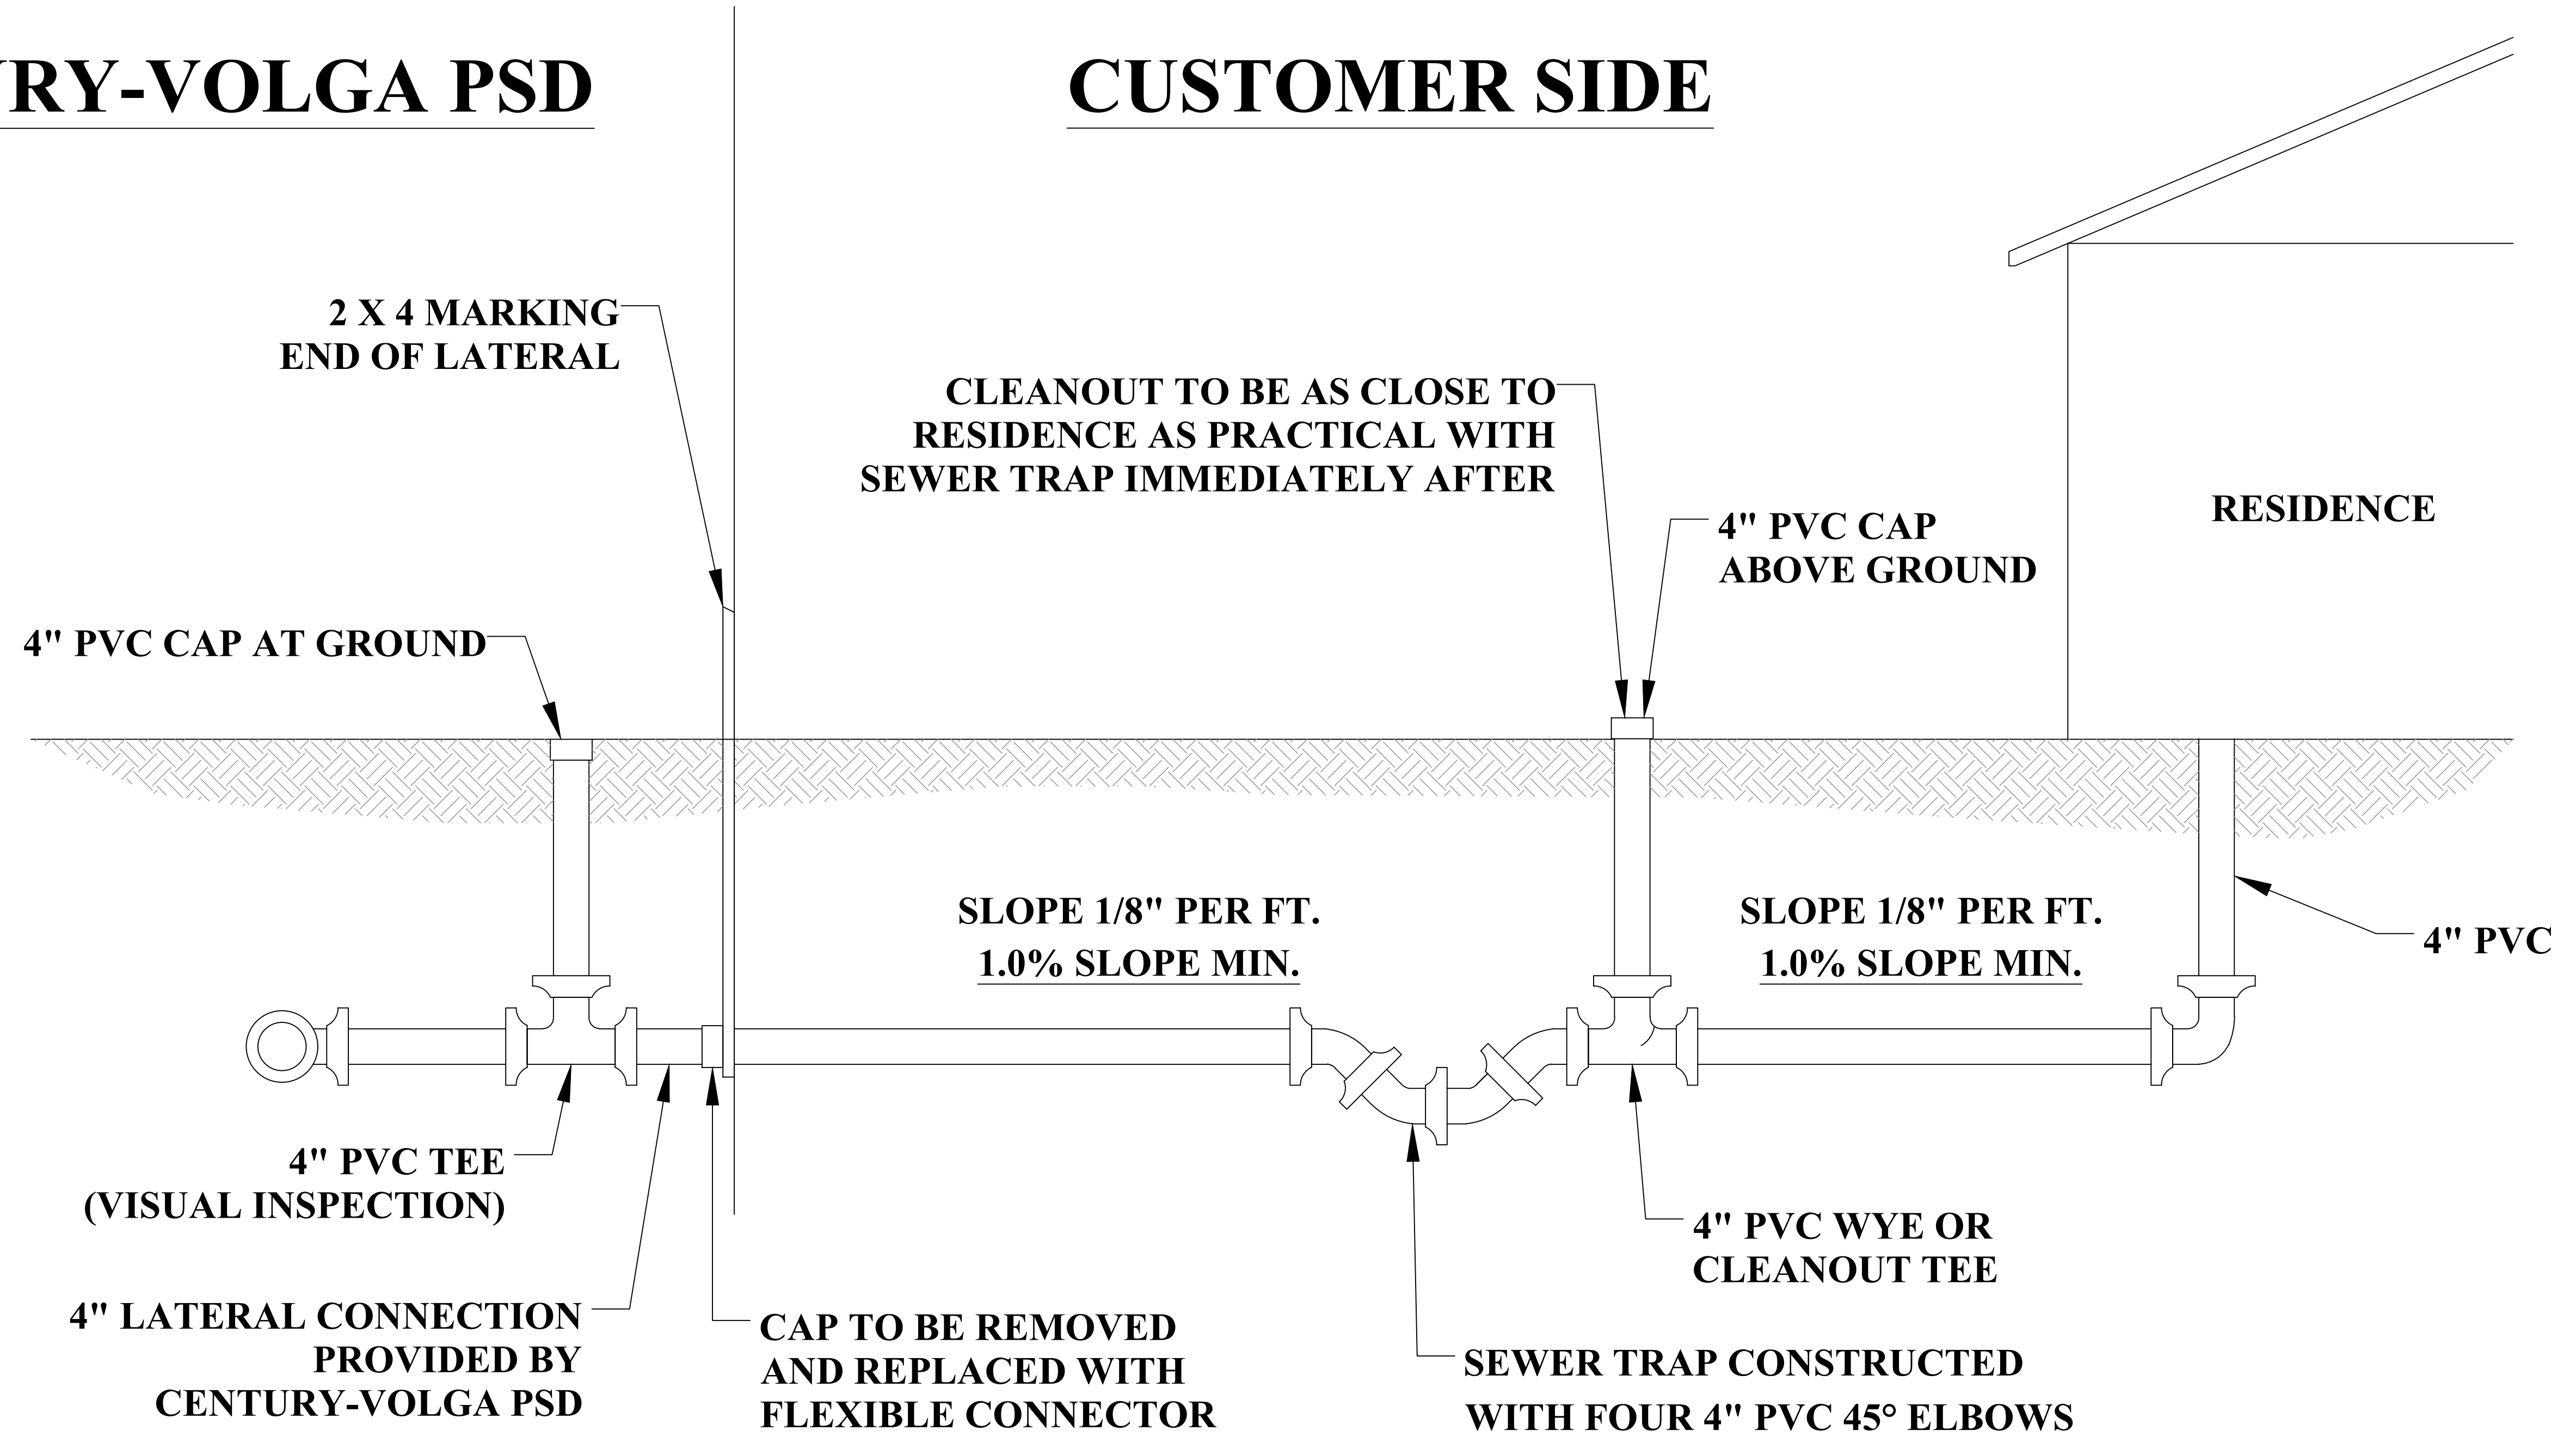 RY-VOLGA PSD
CUSTOMER SIDE
2 X 4 MARKING
END OF LATERAL
CLEANOUT TO BE AS CLOSE TO
RESIDENCE AS PRACTICAL WITH
SEWER TRAP IMMEDIATELY AFTER
4" PVC CAP
ABOVE GROUND
RESIDENCE
4" PVC CAP AT GROUND
SLOPE 1/8" PER FT.
1.0% SLOPE MIN.
SLOPE 1/8" PER FT.
1.0% SLOPE MIN.
4" PVC
4" PVC TEE
(VISUAL INSPECTION)
4" PVC WYE OR
CLEANOUT TEE
4" LATERAL CONNECTION
PROVIDED BY
CENTURY-VOLGA PSD
CAP TO BE REMOVED
AND REPLACED WITH
FLEXIBLE CONNECTOR
SEWER TRAP CONSTRUCTED
WITH FOUR 4" PVC 45° ELBOWS